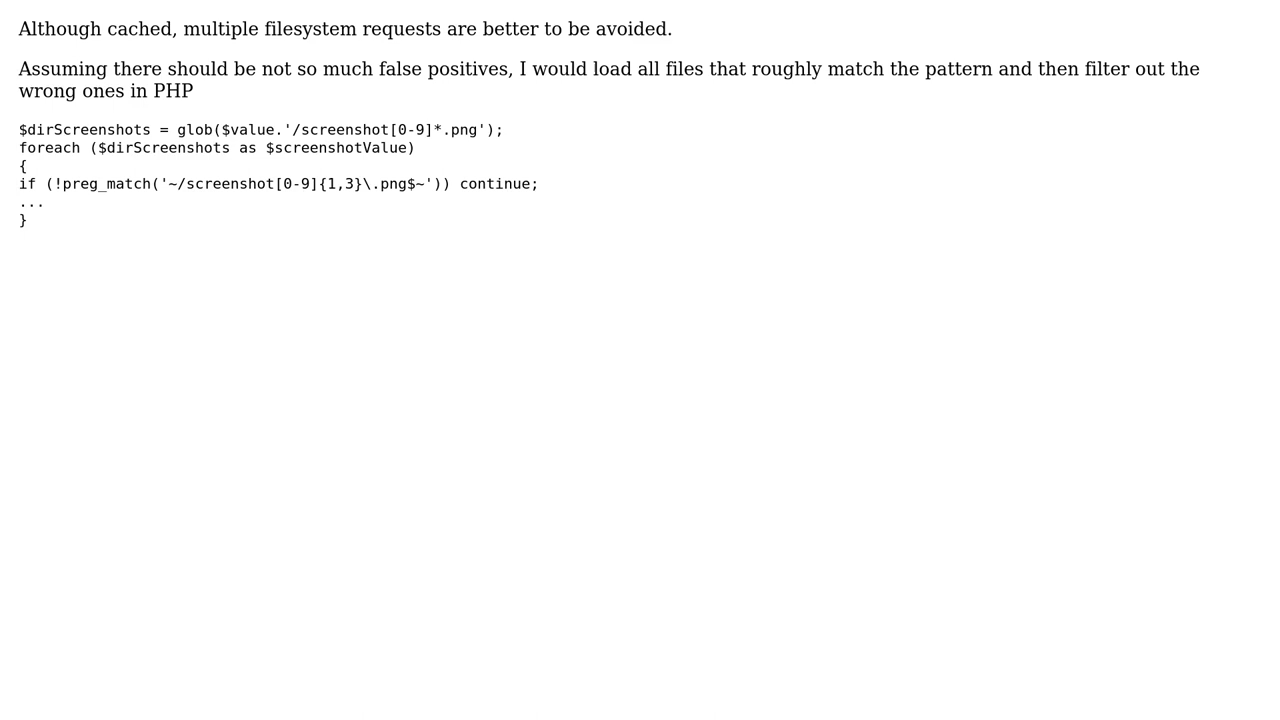 Although cached, multiple filesystem requests are better to be avoided.
Assuming there should be not so much false positives, I would load all files that roughly match the pattern and then filter out the
wrong ones in PHP
$dirScreenshots = glob($value.'/screenshot[0-9]*.png');
foreach ($dirScreenshots as $screenshotValue)
{
if (!preg_match('~/screenshot[0-9]{1,3}\.png$~')) continue;
...
}